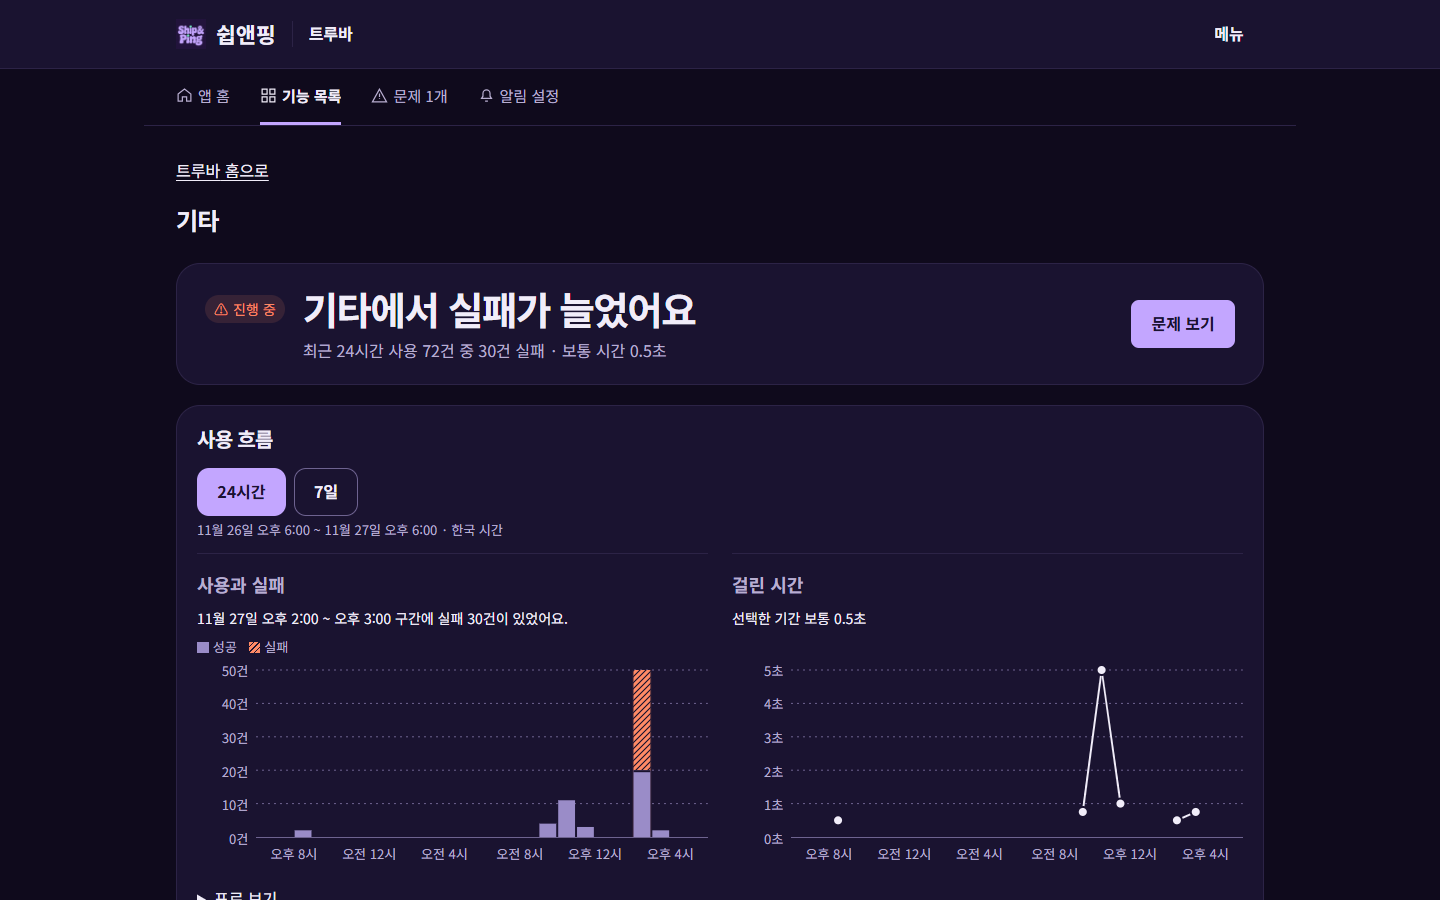 Ship& Ping 쉽앤핑 트루바 메뉴
앱 홈 기능 목록 문제 1개 알림 설정
트루바 홈으로
기타
진행 중 기타에서 실패가 늘었어요
최근 24시간 사용 72건 중 30건 실패 · 보통 시간 0.5초
문제 보기
사용 흐름
24시간 7일
11월 26일 오후 6:00 ~ 11월 27일 오후 6:00 · 한국 시간
사용과 실패
11월 27일 오후 2:00 ~ 오후 3:00 구간에 실패 30건이 있었어요.
성공 실패
50건
40건
30건
20건
10건
0건
오후 8시 오전 12시 오전 4시 오전 8시 오후 12시 오후 4시
걸린 시간
선택한 기간 보통 0.5초
5초
4초
3초
2초
1초
0초
오후 8시 오전 12시 오전 4시 오전 8시 오후 12시 오후 4시
표로 보기